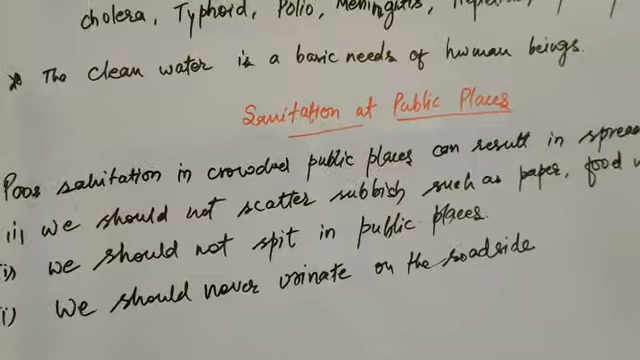 cholera, Typhoid, Polio, Meningitis,
* The clean water is a basic needs of human beings.
Sanitation at Public Places
Poor sanitation in crowded public places can result in
i) we should not scatter rubbish such as paper, food
i) we should not spit in public places.
i) We should never urinate on the roadside